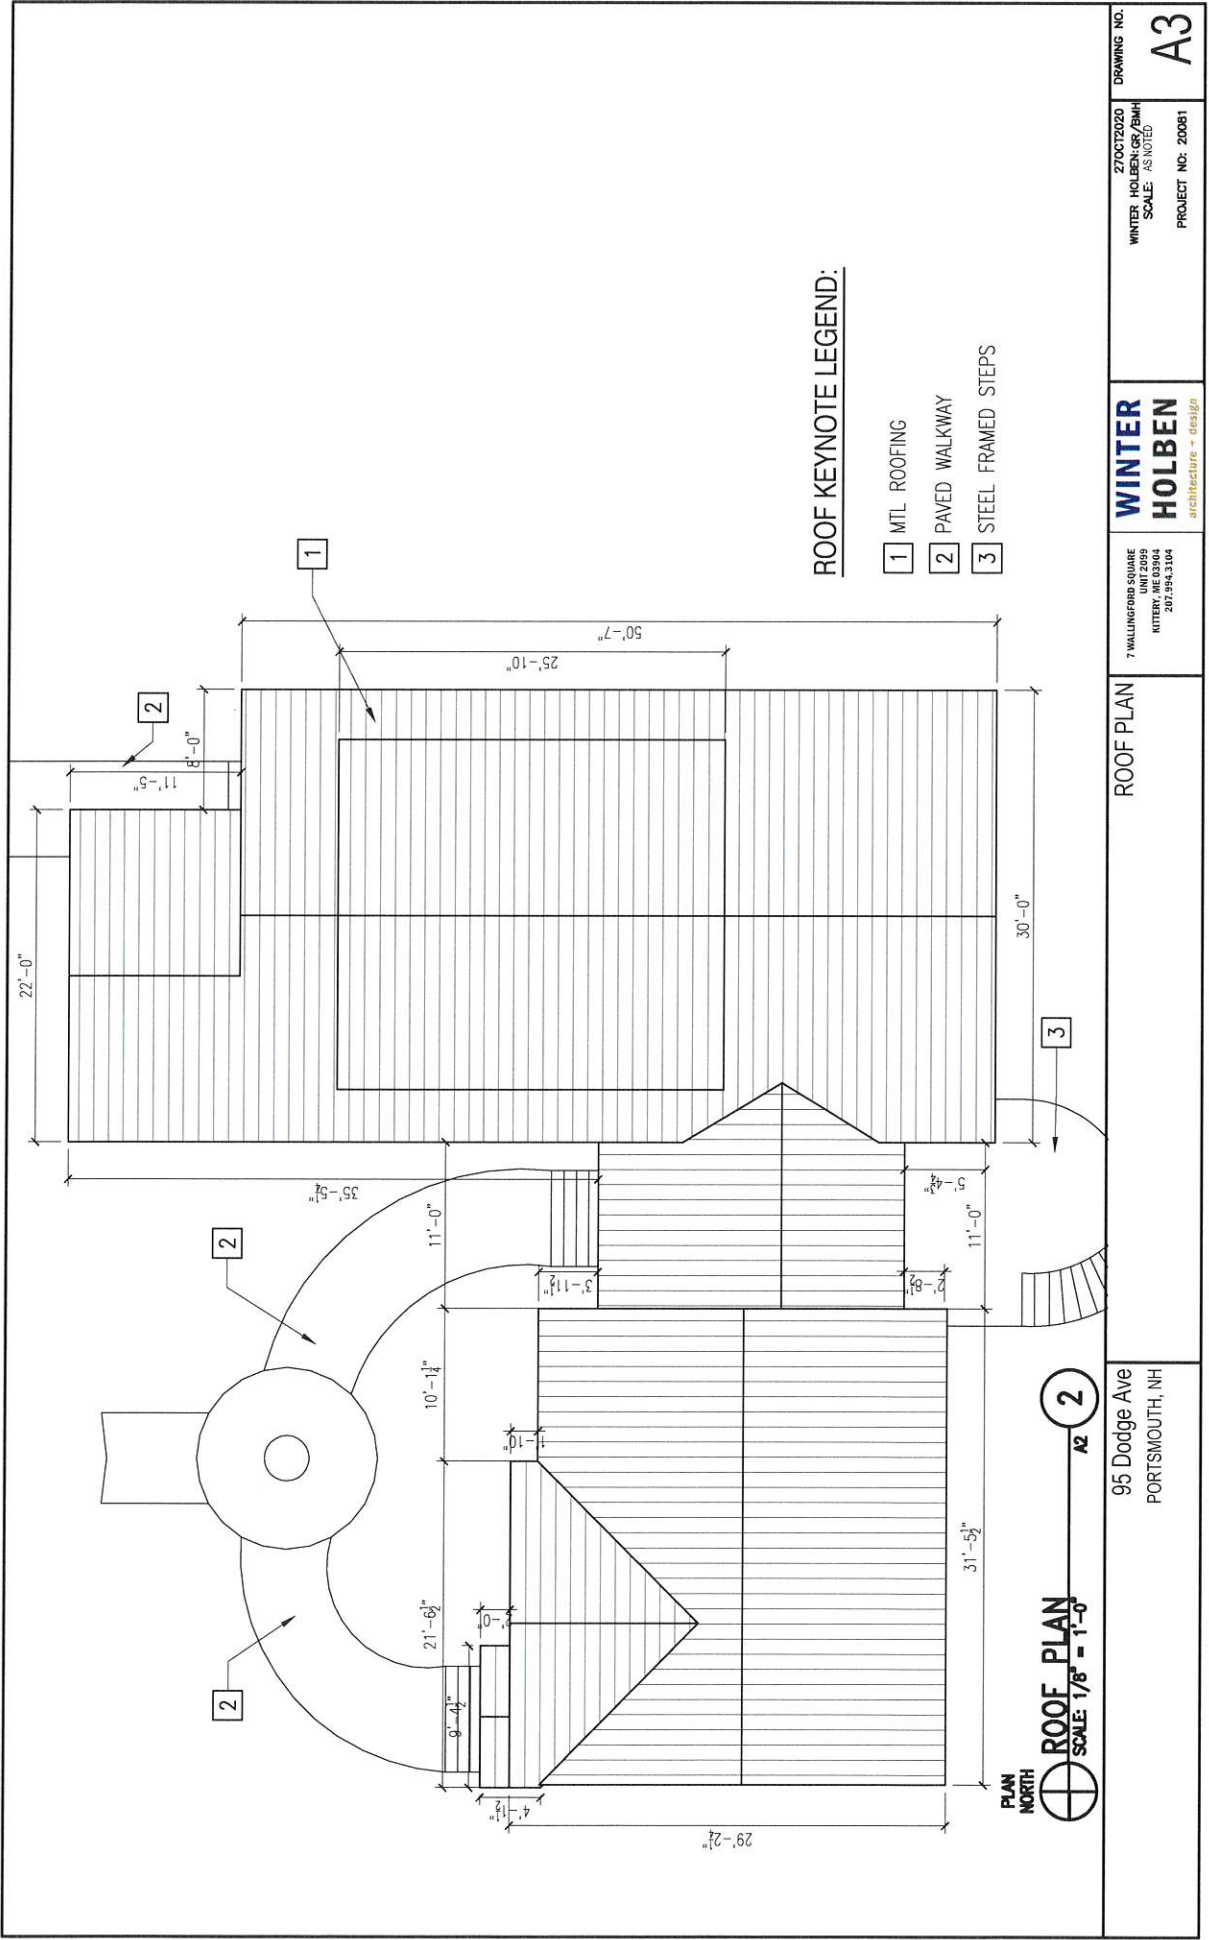 22'-0"
11'-5"
8'-0"
2
1
50'-7"
25'-10"
35'-5¼"
11'-0"
2
3'-11½"
10'-1¼"
1'-10"
21'-6½"
2'-0"
2
9'-4½"
4'-1½"
29'-2¼"
31'-5½"
2'-8½"
11'-0"
5'-4¾"
30'-0"
3
ROOF KEYNOTE LEGEND:
1 MTL ROOFING
2 PAVED WALKWAY
3 STEEL FRAMED STEPS
PLAN
NORTH
ROOF PLAN
SCALE: 1/8" = 1'-0"
2
A2
95 Dodge Ave
PORTSMOUTH, NH
ROOF PLAN
7 WALLINGFORD SQUARE
UNIT 2099
KITTERY, ME 03904
207.994.3104
WINTER
HOLBEN
architecture + design
27OCT2020
WINTER HOLBEN:GR/BMH
SCALE: AS NOTED
PROJECT NO: 20081
DRAWING NO.
A3